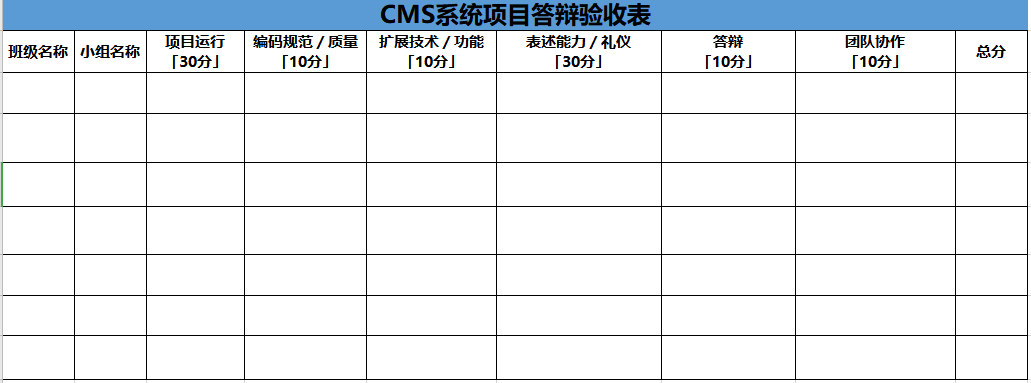 CMS系统项目答辩验收表
班级名称
小组名称
项目运行
「30分」
编码规范 / 质量
「10分」
扩展技术 / 功能
「10分」
表述能力 / 礼仪
「30分」
答辩
「10分」
团队协作
「10分」
总分